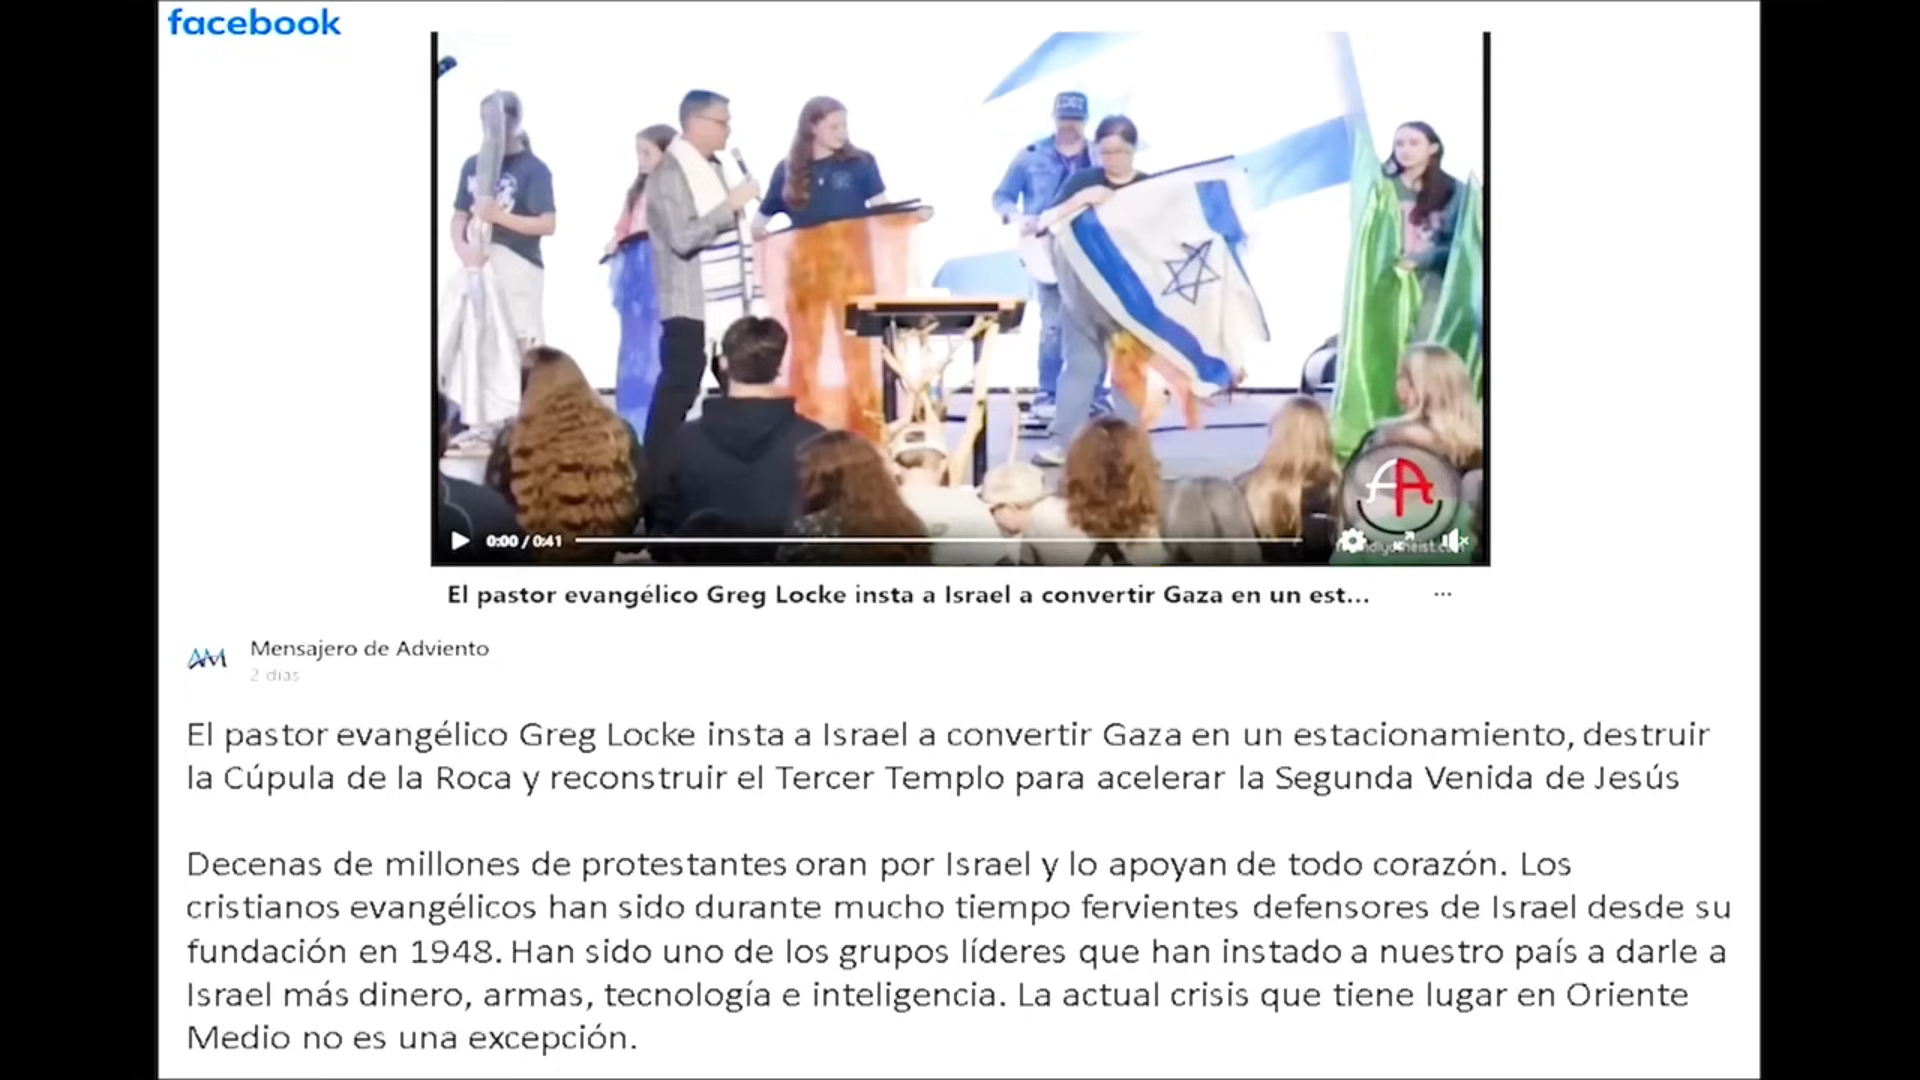 facebook
0:00 / 0:41
El pastor evangélico Greg Locke insta a Israel a convertir Gaza en un est...
Mensajero de Adviento
2 días
El pastor evangélico Greg Locke insta a Israel a convertir Gaza en un estacionamiento, destruir
la Cúpula de la Roca y reconstruir el Tercer Templo para acelerar la Segunda Venida de Jesús
Decenas de millones de protestantes oran por Israel y lo apoyan de todo corazón. Los
cristianos evangélicos han sido durante mucho tiempo fervientes defensores de Israel desde su
fundación en 1948. Han sido uno de los grupos líderes que han instado a nuestro país a darle a
Israel más dinero, armas, tecnología e inteligencia. La actual crisis que tiene lugar en Oriente
Medio no es una excepción.